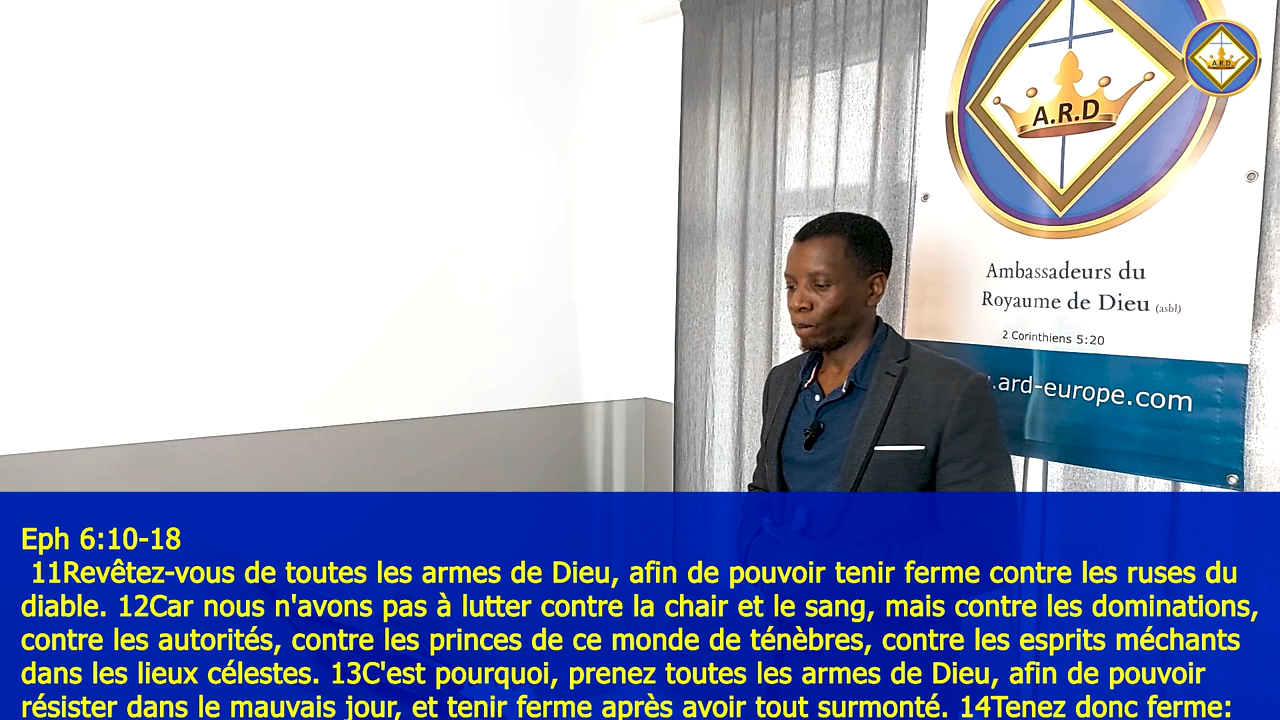 A.R.D
A.R.D
Ambassadeurs du
Royaume de Dieu (asbl)
2 Corinthiens 5:20
.ard-europe.com
Eph 6:10-18
11Revêtez-vous de toutes les armes de Dieu, afin de pouvoir tenir ferme contre les ruses du
diable. 12Car nous n'avons pas à lutter contre la chair et le sang, mais contre les dominations,
contre les autorités, contre les princes de ce monde de ténèbres, contre les esprits méchants
dans les lieux célestes. 13C'est pourquoi, prenez toutes les armes de Dieu, afin de pouvoir
résister dans le mauvais jour, et tenir ferme après avoir tout surmonté. 14Tenez donc ferme: